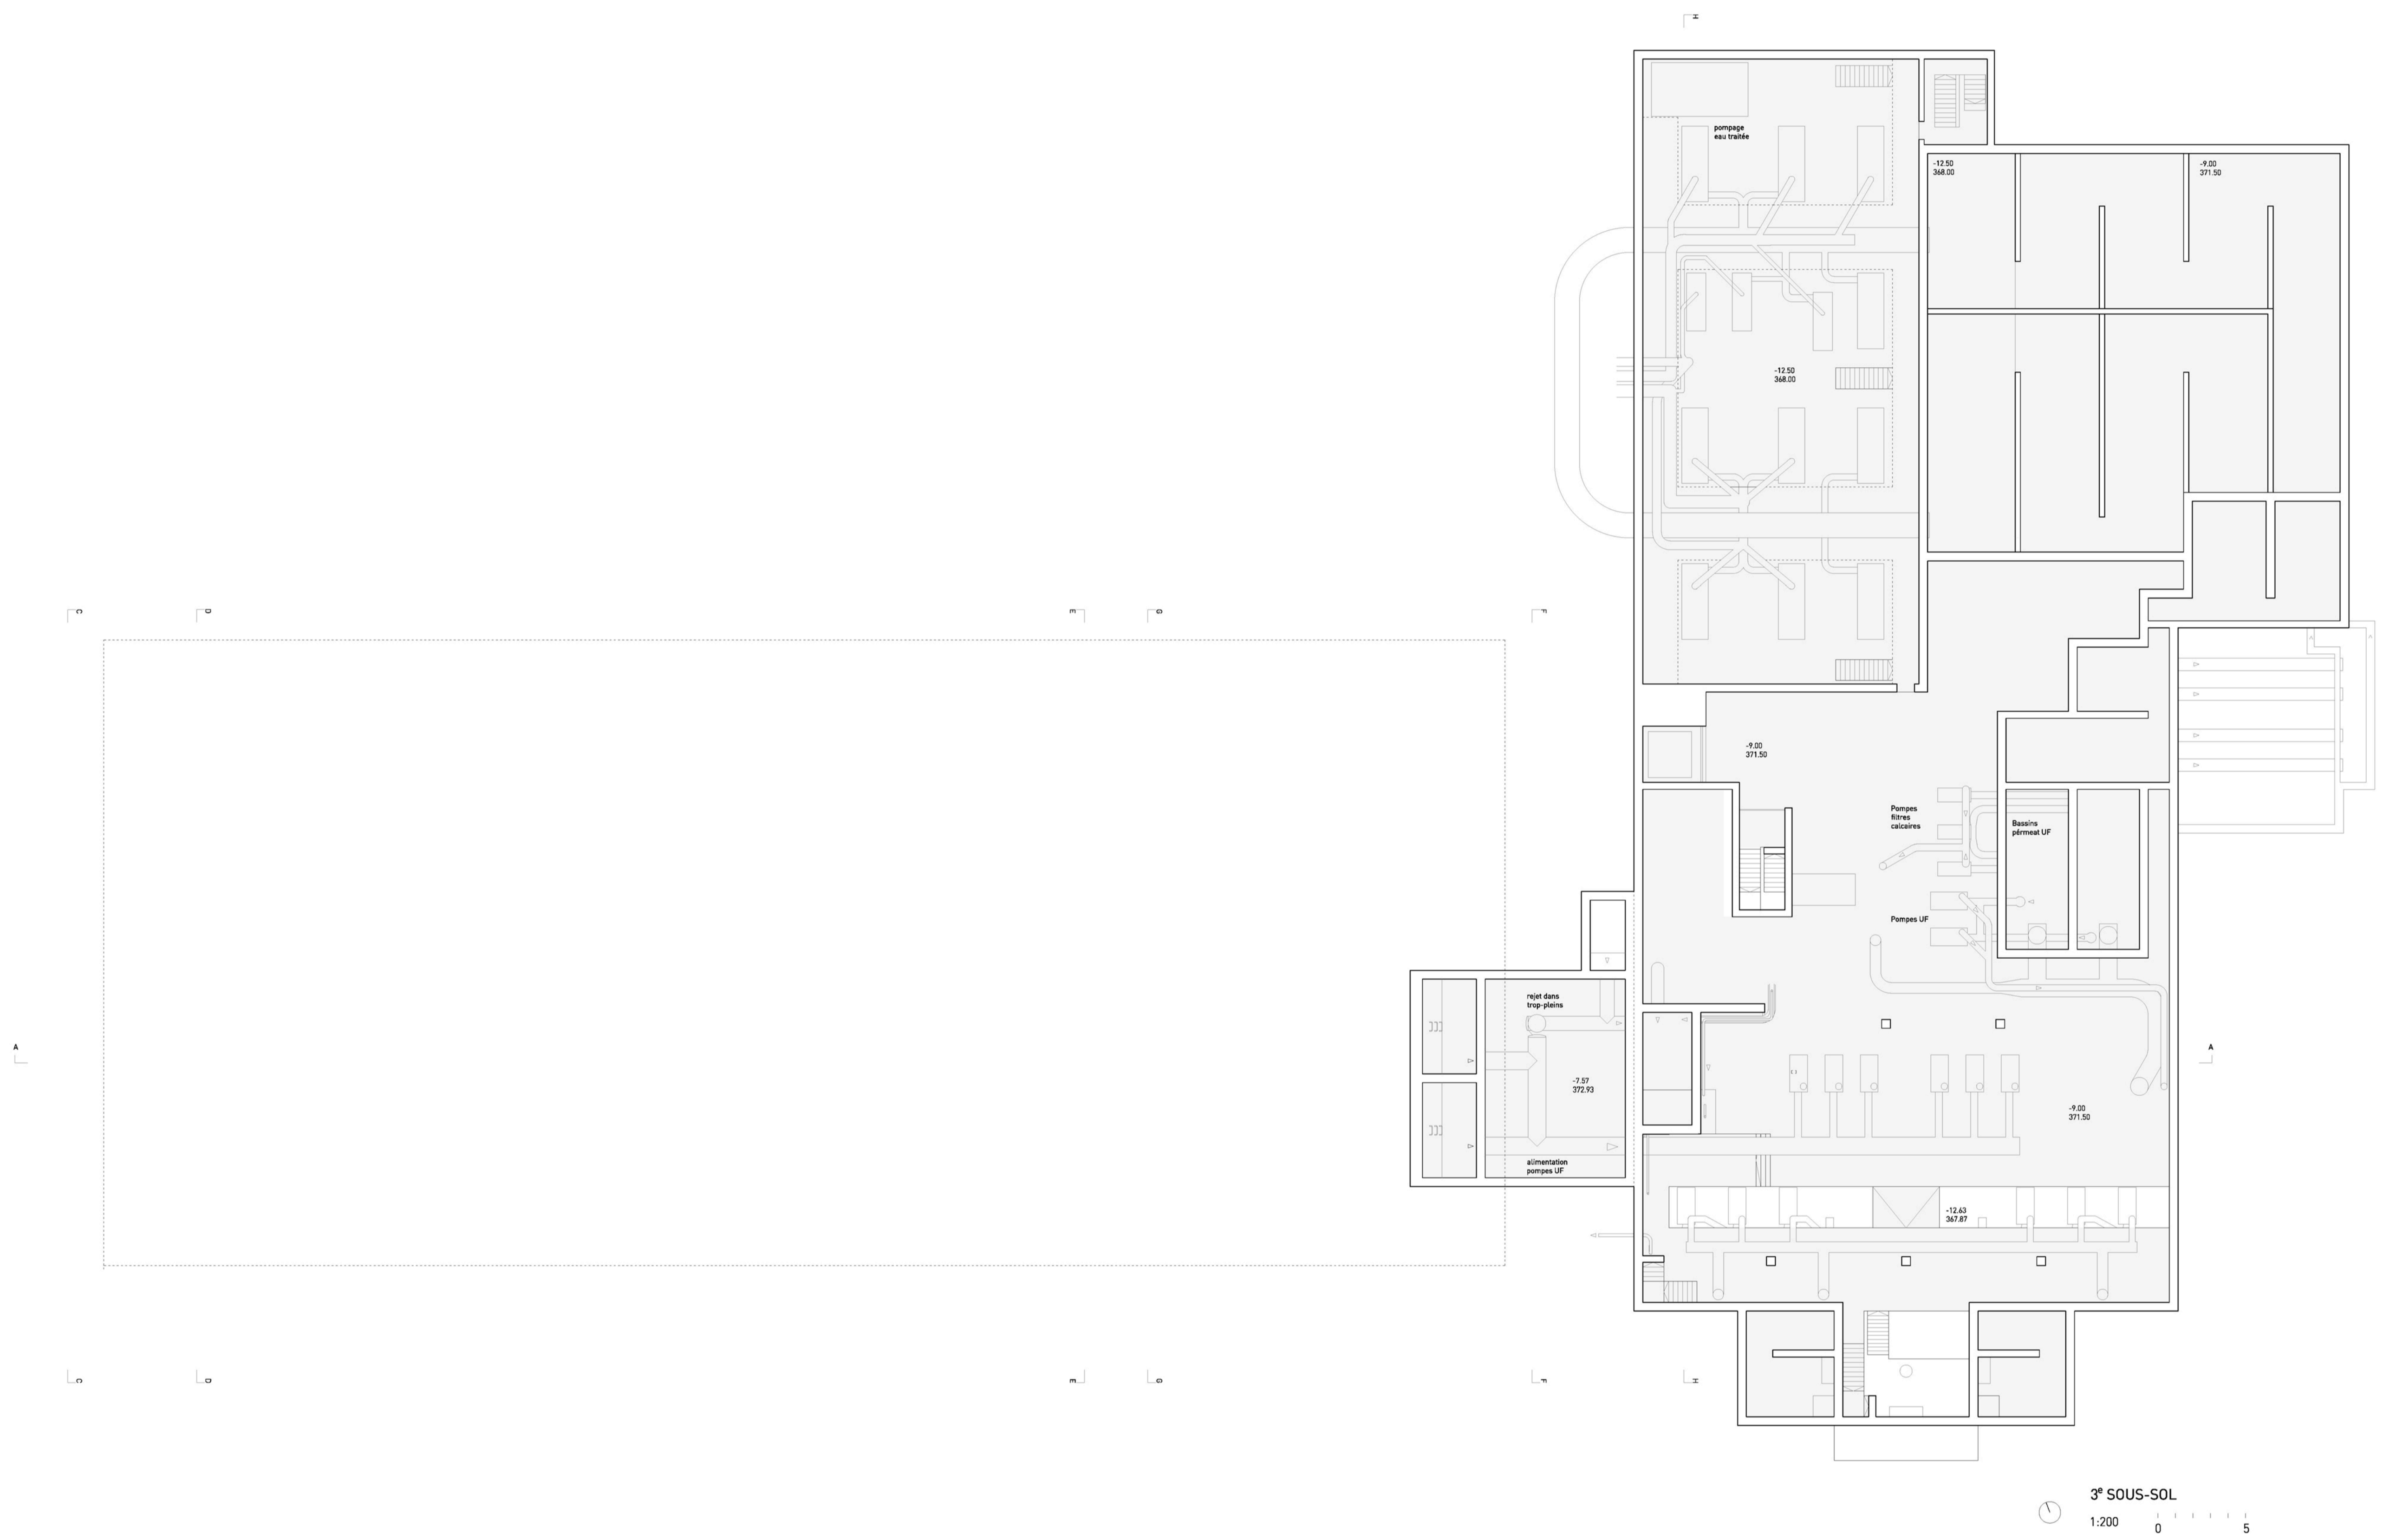 H
pompage
eau traitée
-12.50
368.00
-9.00
371.50
-12.50
368.00
C
D
E
G
F
-9.00
371.50
Pompes
filtres
calcaires
Bassins
pérmeat UF
Pompes UF
rejet dans
trop-pleins
A
A
-7.57
372.93
-9.00
371.50
alimentation
pompes UF
-12.63
367.87
C
D
E
G
F
H
3e SOUS-SOL
1:200
0
5